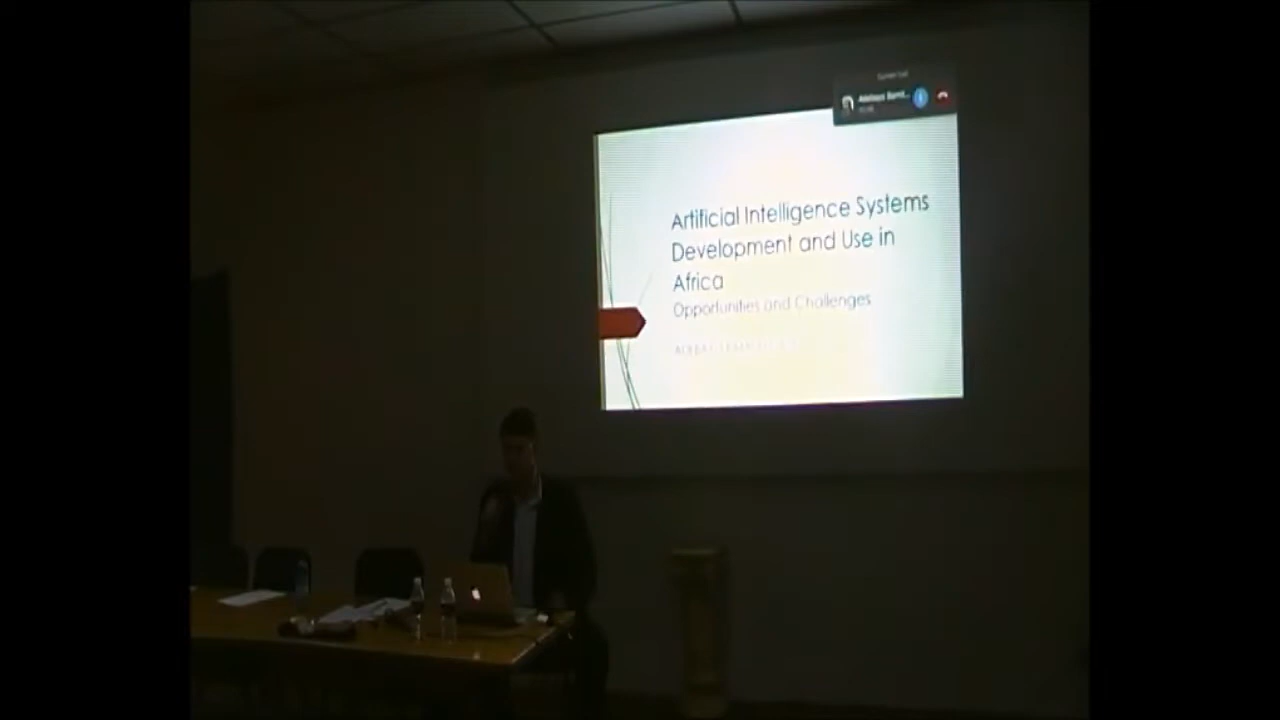 Artificial Intelligence Systems
Development and Use in
Africa
Opportunities and Challenges